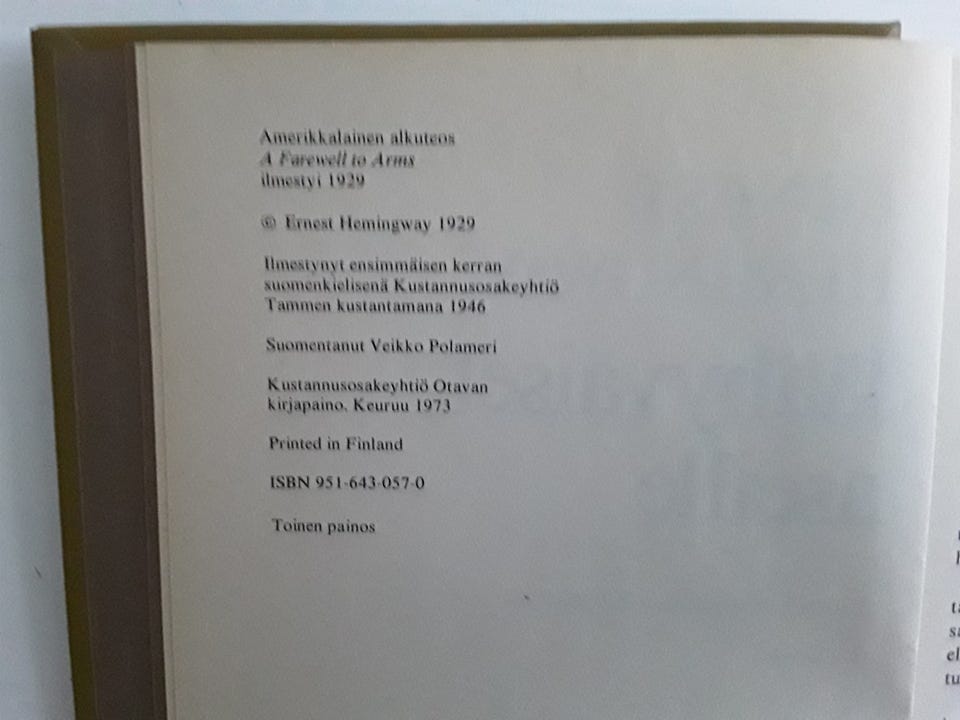 Amerikkalainen alkuteos
A Farewell to Arms
ilmestyi 1929
© Ernest Hemingway 1929
Ilmestynyt ensimmäisen kerran
suomenkielisenä Kustannusosakeyhtiö
Tammen kustantamana 1946
Suomentanut Veikko Polameri
Kustannusosakeyhtiö Otavan
kirjapaino. Keuruu 1973
Printed in Finland
ISBN 951-643-057-0
Toinen painos